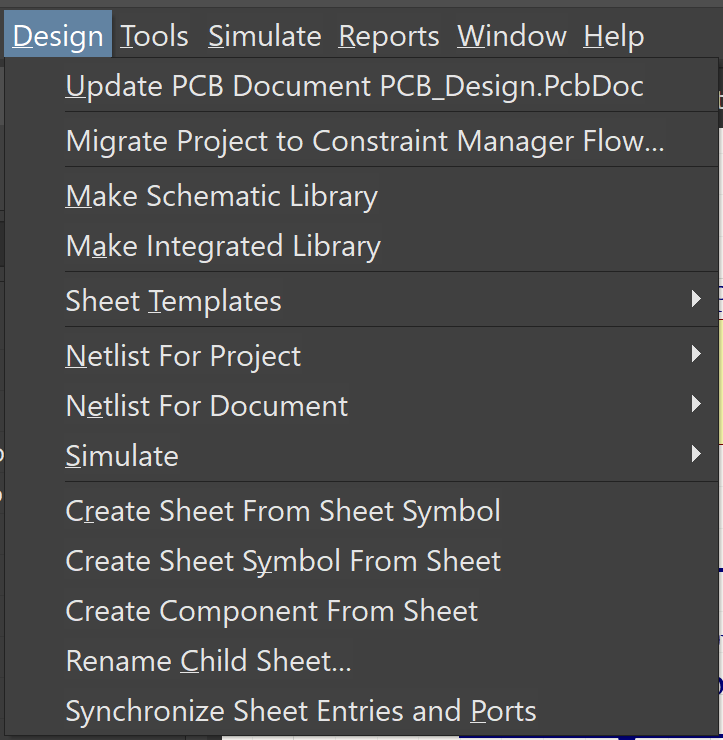 Design Tools Simulate Reports Window Help
Update PCB Document PCB_Design.PcbDoc
Migrate Project to Constraint Manager Flow...
Make Schematic Library
Make Integrated Library
Sheet Templates
Netlist For Project
Netlist For Document
Simulate
Create Sheet From Sheet Symbol
Create Sheet Symbol From Sheet
Create Component From Sheet
Rename Child Sheet...
Synchronize Sheet Entries and Ports